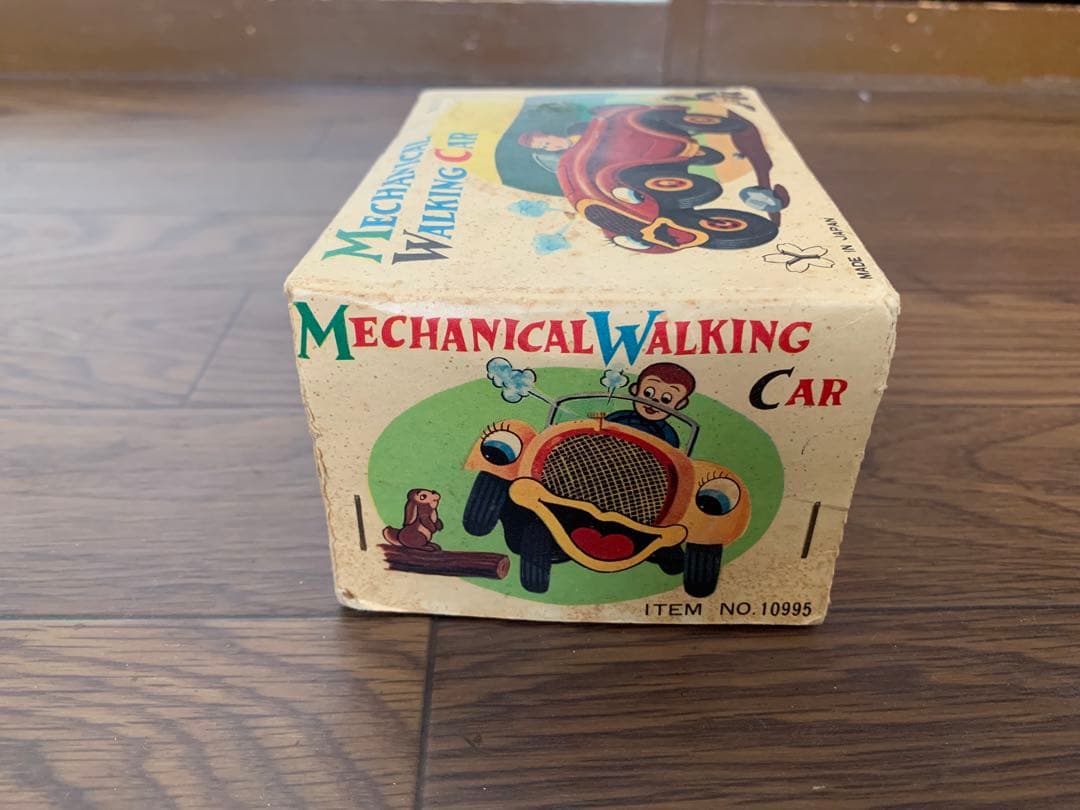 MECHANICAL
WALKING CAR
Y
MADE IN JAPAN
MECHANICAL WALKING
CAR
ITEM NO. 10995